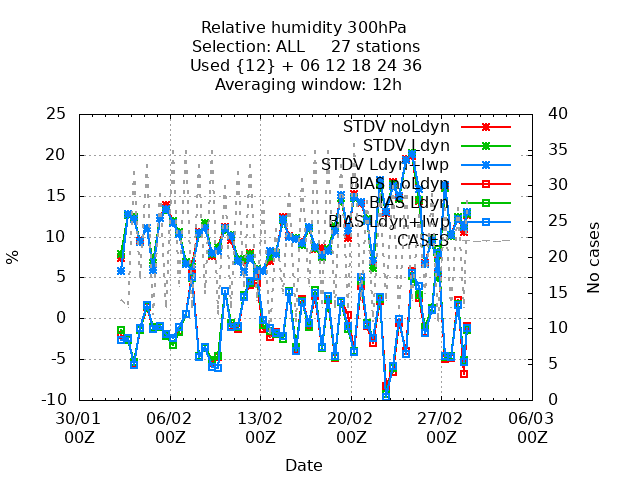 Relative humidity 300hPa
Selection: ALL     27 stations
Used {12} + 06 12 18 24 36
Averaging window: 12h
STDV noLdyn
STDV Ldyn
STDV Ldyn+lwp
BIAS noLdyn
BIAS Ldyn
BIAS Ldyn+lwp
CASES
25
20
15
10
5
0
-5
-10
%
40
35
30
25
20
15
10
5
0
No cases
30/01 06/02 13/02 20/02 27/02 06/03
00Z 00Z 00Z 00Z 00Z 00Z
Date